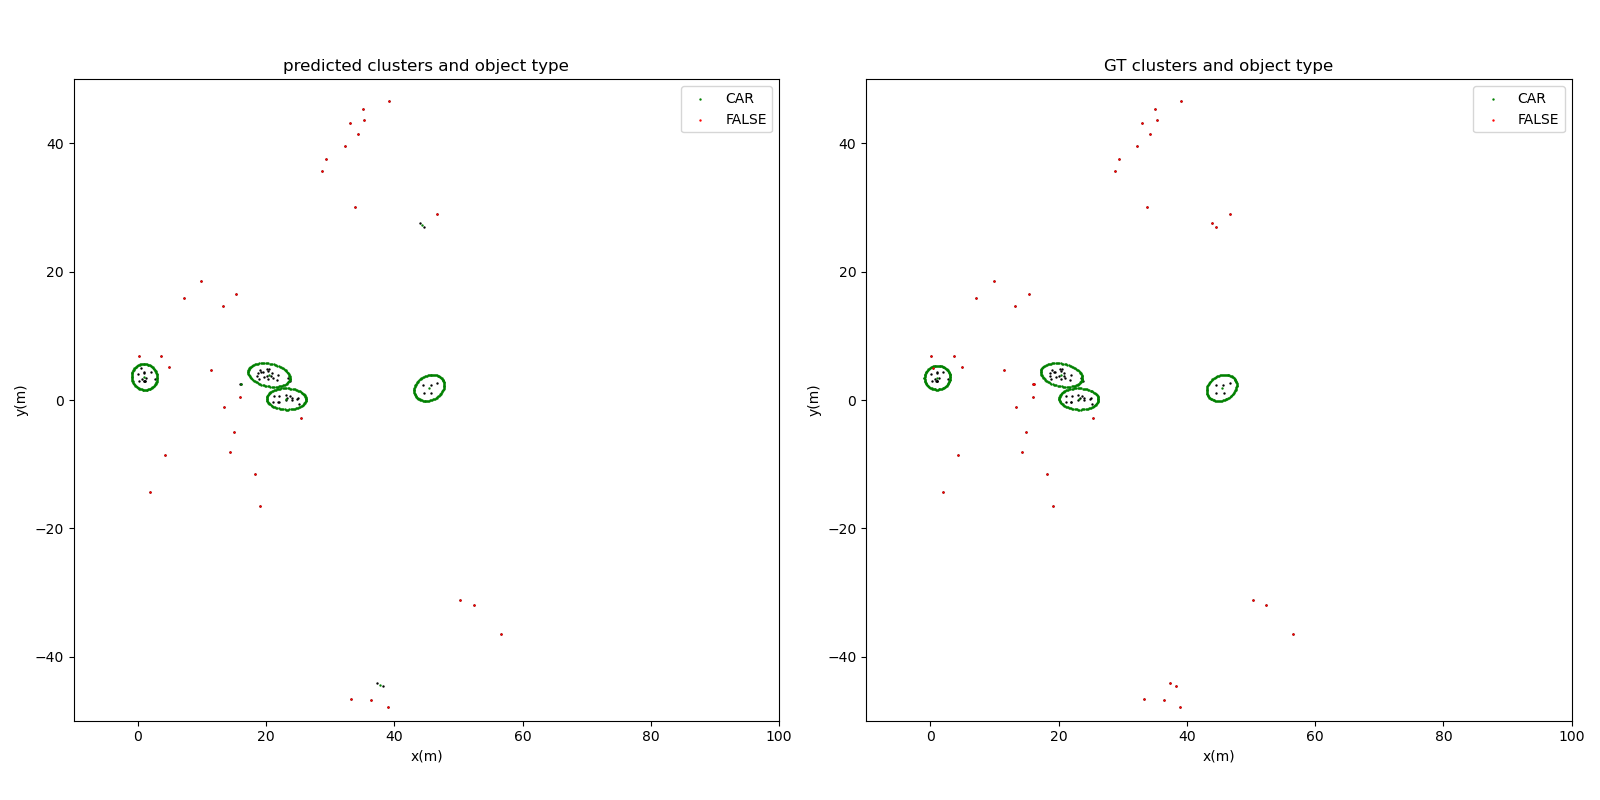 predicted clusters and object type
CAR
FALSE
40
20
0
−20
−40
y(m)
0 20 40 60 80 100
x(m)
GT clusters and object type
CAR
FALSE
40
20
0
−20
−40
y(m)
0 20 40 60 80 100
x(m)